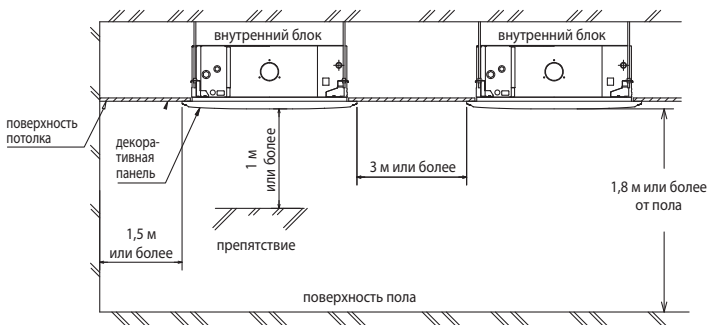 внутренний блок
внутренний блок
поверхность
потолка
декора-
тивная
панель
1 м
или более
3 м или более
1,8 м или более
от пола
1,5 м
или более
препятствие
поверхность пола